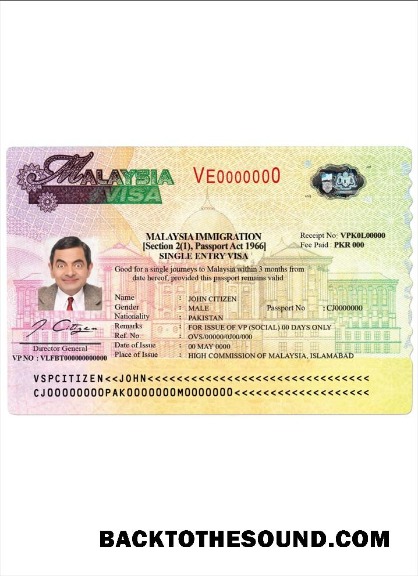 MALAYSIA
VISA
VE0000000
MALAYSIA IMMIGRATION
[Section 2(1), Passport Act 1966]
SINGLE ENTRY VISA
Receipt No: VPK0L00000
Fee Paid : PKR 000
Good for a single journeys to Malaysia within 3 months from
date hereof, provided this passport remains valid
Name : JOHN CITIZEN
Gender : MALE Passport No : CJ0000000
Nationality : PAKISTAN
Remarks : FOR ISSUE OF VP (SOCIAL) 00 DAYS ONLY
Ref. No : OVS/00000/0000/000
Date of Issue : 00 MAY 0000
Place of Issue : HIGH COMMISSION OF MALAYSIA, ISLAMABAD
J. Citizen
Director General
VP.NO : VLFBT00000000000
VSPCITIZEN<<JOHN<<<<<<<<<<<<<<<<<<<<<<<<<<<<
CJ00000000PAK0000000M0000000<<<<<<<<<<<<<<<<
BACKTOTHESOUND.COM